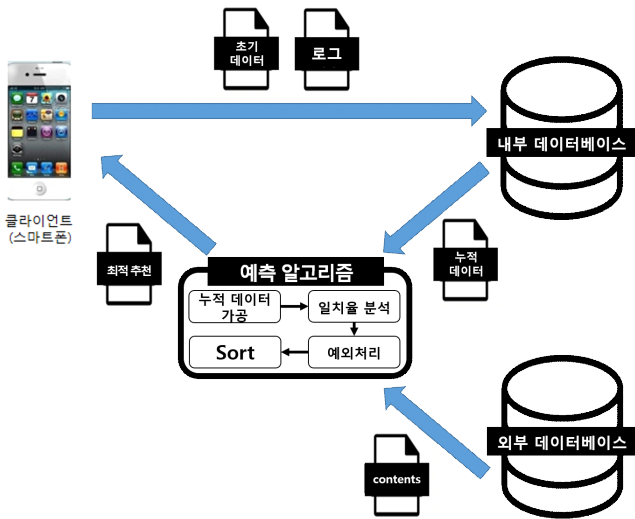 초기
데이터
로그
내부 데이터베이스
클라이언트
(스마트폰)
최적 추천
누적
데이터
예측 알고리즘
누적 데이터
가공
일치율 분석
Sort
예외처리
외부 데이터베이스
contents